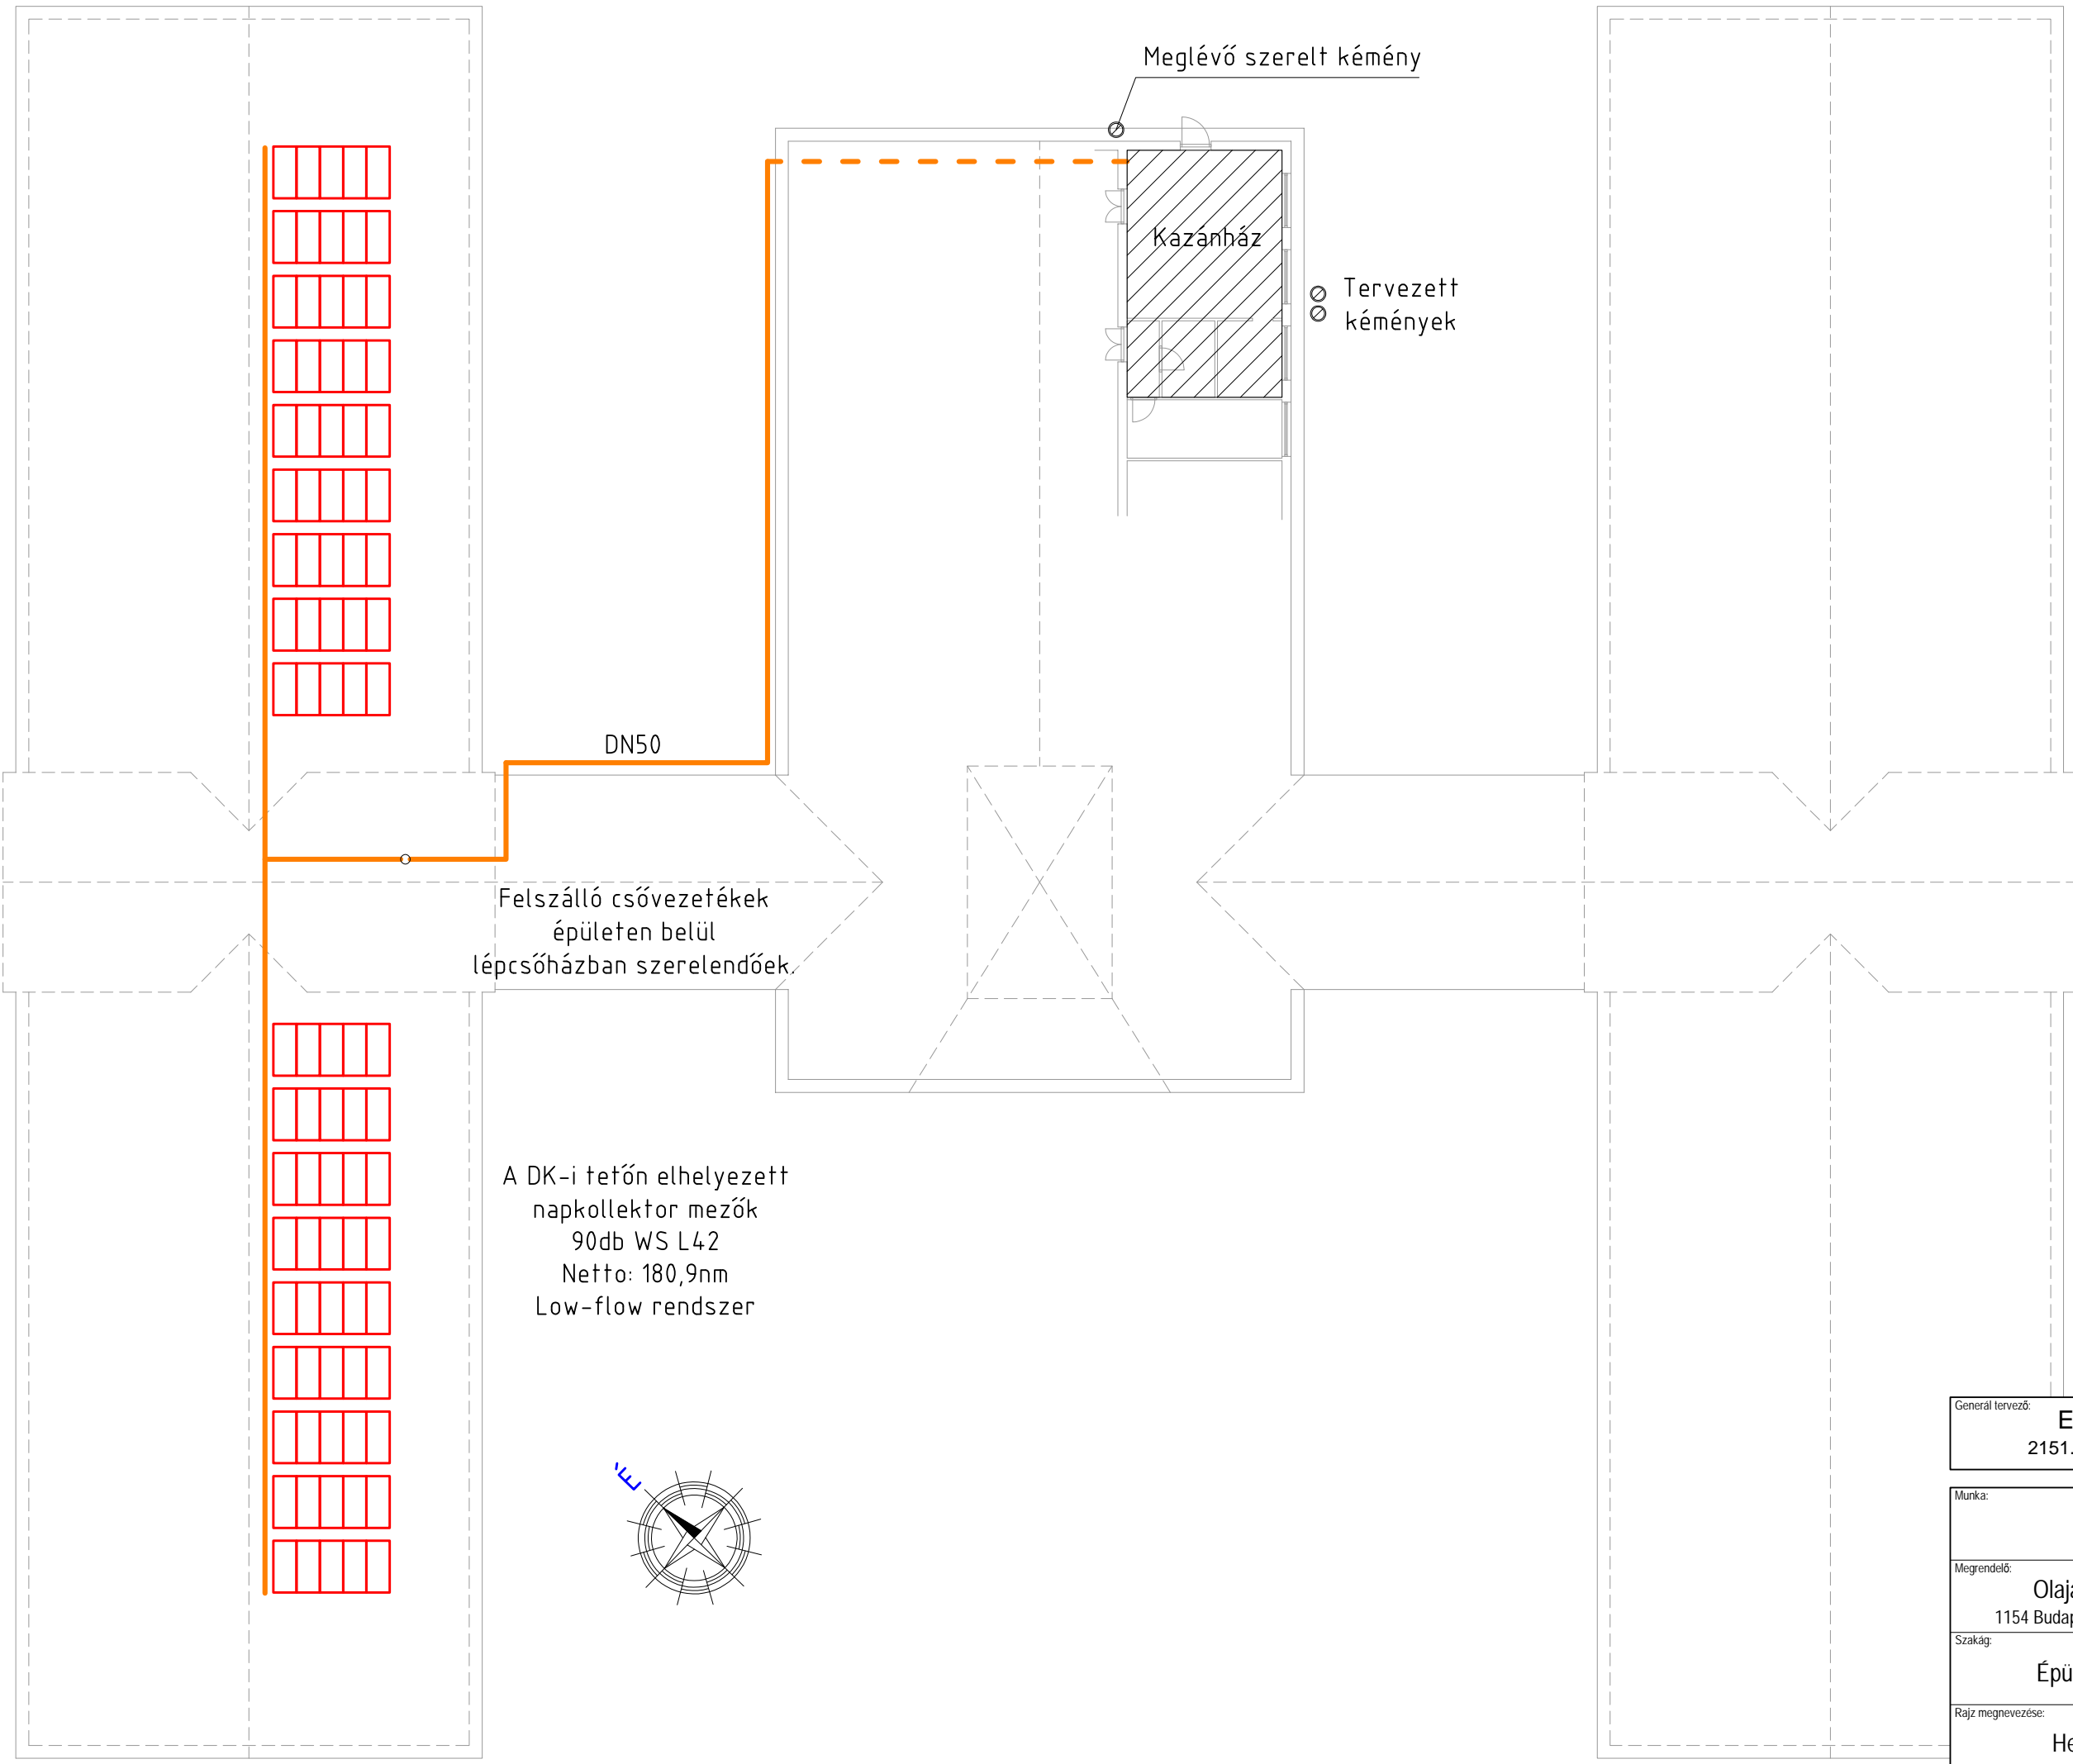 Meglévő szerelt kémény
Kazánház
Tervezett
kémények
DN50
Felszálló csővezetékek
épületen belül
lépcsőházban szerelendőek.
A DK-i tetőn elhelyezett
napkollektor mezők
90db WS L42
Netto: 180,9nm
Low-flow rendszer
É
Generál tervező:
2151.
Munka:
Megrendelő:
1154
Szakág:
Rajz megnevezése: